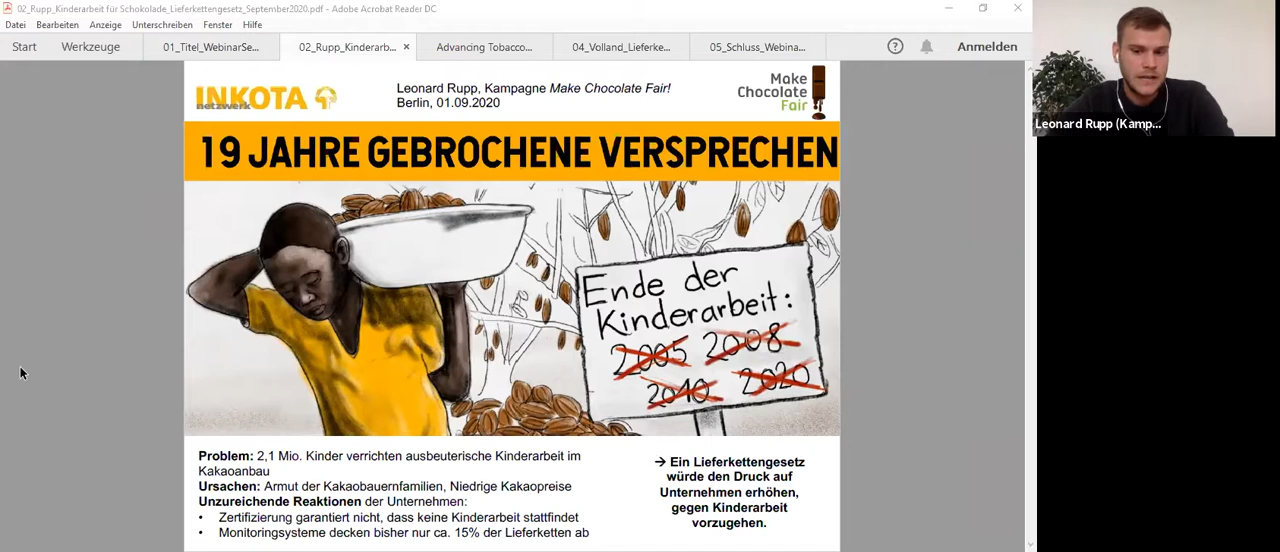 02_Rupp_Kinderarbeit für Schokolade_Lieferkettengesetz_September2020.pdf - Adobe Acrobat Reader DC
Datei Bearbeiten Anzeige Unterschreiben Fenster Hilfe
Start Werkzeuge 01_Titel_WebinarSe... 02_Rupp_Kinderarb... × Advancing Tobacco... 04_Volland_Lieferke... 05_Schluss_Webina... Anmelden
INKOTA
netzwerk
Leonard Rupp, Kampagne Make Chocolate Fair!
Berlin, 01.09.2020
Make
Chocolate
Fair
Leonard Rupp (Kamp...
19 JAHRE GEBROCHENE VERSPRECHEN
Ende der
Kinderarbeit:
2005 2008
2010 2020
Problem: 2,1 Mio. Kinder verrichten ausbeuterische Kinderarbeit im
Kakaoanbau
Ursachen: Armut der Kakaobauernfamilien, Niedrige Kakaopreise
Unzureichende Reaktionen der Unternehmen:
• Zertifizierung garantiert nicht, dass keine Kinderarbeit stattfindet
• Monitoringsysteme decken bisher nur ca. 15% der Lieferketten ab
→ Ein Lieferkettengesetz
würde den Druck auf
Unternehmen erhöhen,
gegen Kinderarbeit
vorzugehen.